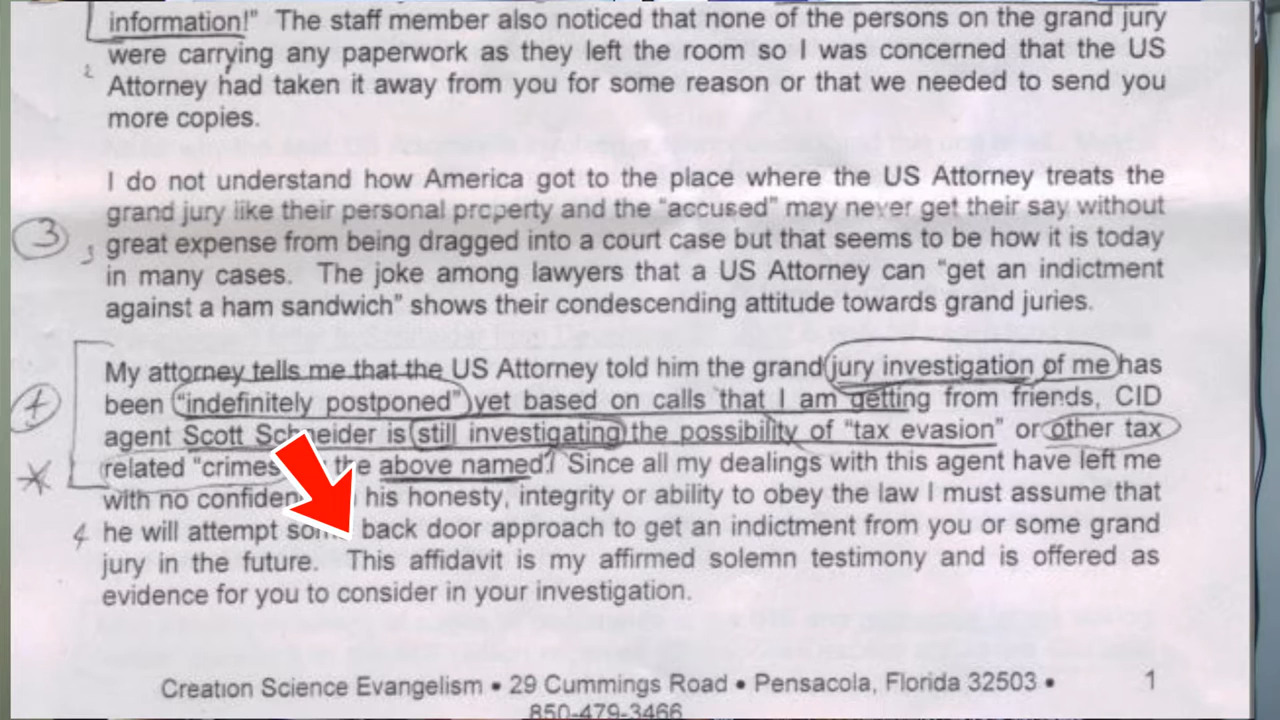 information!" The staff member also noticed that none of the persons on the grand jury
were carrying any paperwork as they left the room so I was concerned that the US
2
Attorney had taken it away from you for some reason or that we needed to send you
more copies.
I do not understand how America got to the place where the US Attorney treats the
grand jury like their personal property and the "accused" may never get their say without
3
3 great expense from being dragged into a court case but that seems to be how it is today
in many cases. The joke among lawyers that a US Attorney can "get an indictment
against a ham sandwich" shows their condescending attitude towards grand juries.
My attorney tells me that the US Attorney told him the grand jury investigation of me has
been "indefinitely postponed" yet based on calls that I am getting from friends, CID
agent Scott Schneider is still investigating the possibility of "tax evasion" or other tax
related "crimes the above named. Since all my dealings with this agent have left me
with no his honesty, integrity or ability to obey the law I must assume that
4 he will attempt back door approach to get an indictment from you or some grand
jury in the future. This affidavit is my affirmed solemn testimony and is offered as
evidence for you to consider in your investigation.
Creation Science Evangelism • 29 Cummings Road • Pensacola, Florida 32503 •
1
850-479-3466